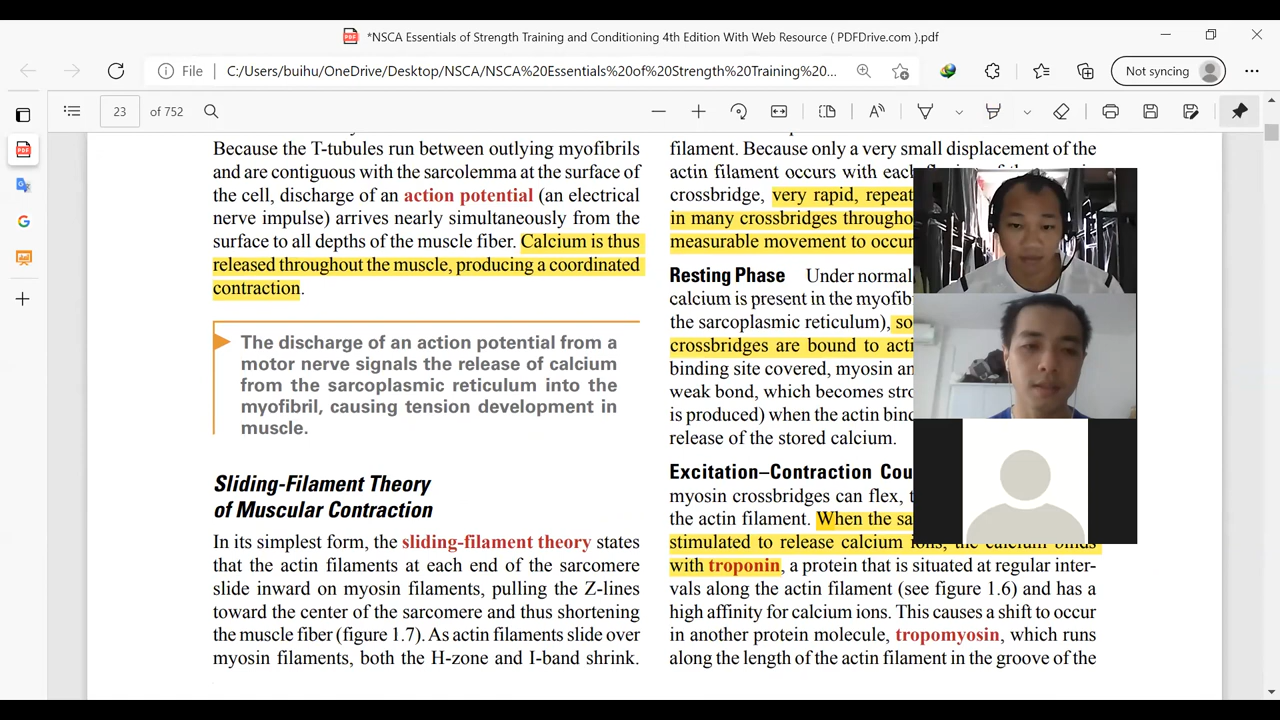 *NSCA Essentials of Strength Training and Conditioning 4th Edition With Web Resource ( PDFDrive.com ).pdf
File
C:/Users/buihu/OneDrive/Desktop/NSCA/NSCA%20Essentials%20of%20Strength%20Training%20...
Not syncing
23 of 752
Because the T-tubules run between outlying myofibrils
and are contiguous with the sarcolemma at the surface of
the cell, discharge of an action potential (an electrical
nerve impulse) arrives nearly simultaneously from the
surface to all depths of the muscle fiber. Calcium is thus
released throughout the muscle, producing a coordinated
contraction.
The discharge of an action potential from a
motor nerve signals the release of calcium
from the sarcoplasmic reticulum into the
myofibril, causing tension development in
muscle.
Sliding-Filament Theory
of Muscular Contraction
In its simplest form, the sliding-filament theory states
that the actin filaments at each end of the sarcomere
slide inward on myosin filaments, pulling the Z-lines
toward the center of the sarcomere and thus shortening
the muscle fiber (figure 1.7). As actin filaments slide over
myosin filaments, both the H-zone and I-band shrink.
filament. Because only a very small displacement of the
actin filament occurs with each
crossbridge, very rapid, repeat
in many crossbridges throughou
measurable movement to occur
Resting Phase Under normal
calcium is present in the myofib
the sarcoplasmic reticulum), so
crossbridges are bound to acti
binding site covered, myosin an
weak bond, which becomes stro
is produced) when the actin bind
release of the stored calcium.
Excitation–Contraction Cou
myosin crossbridges can flex, t
the actin filament. When the sa
stimulated to release calcium ions, the calcium binds
with troponin, a protein that is situated at regular inter-
vals along the actin filament (see figure 1.6) and has a
high affinity for calcium ions. This causes a shift to occur
in another protein molecule, tropomyosin, which runs
along the length of the actin filament in the groove of the